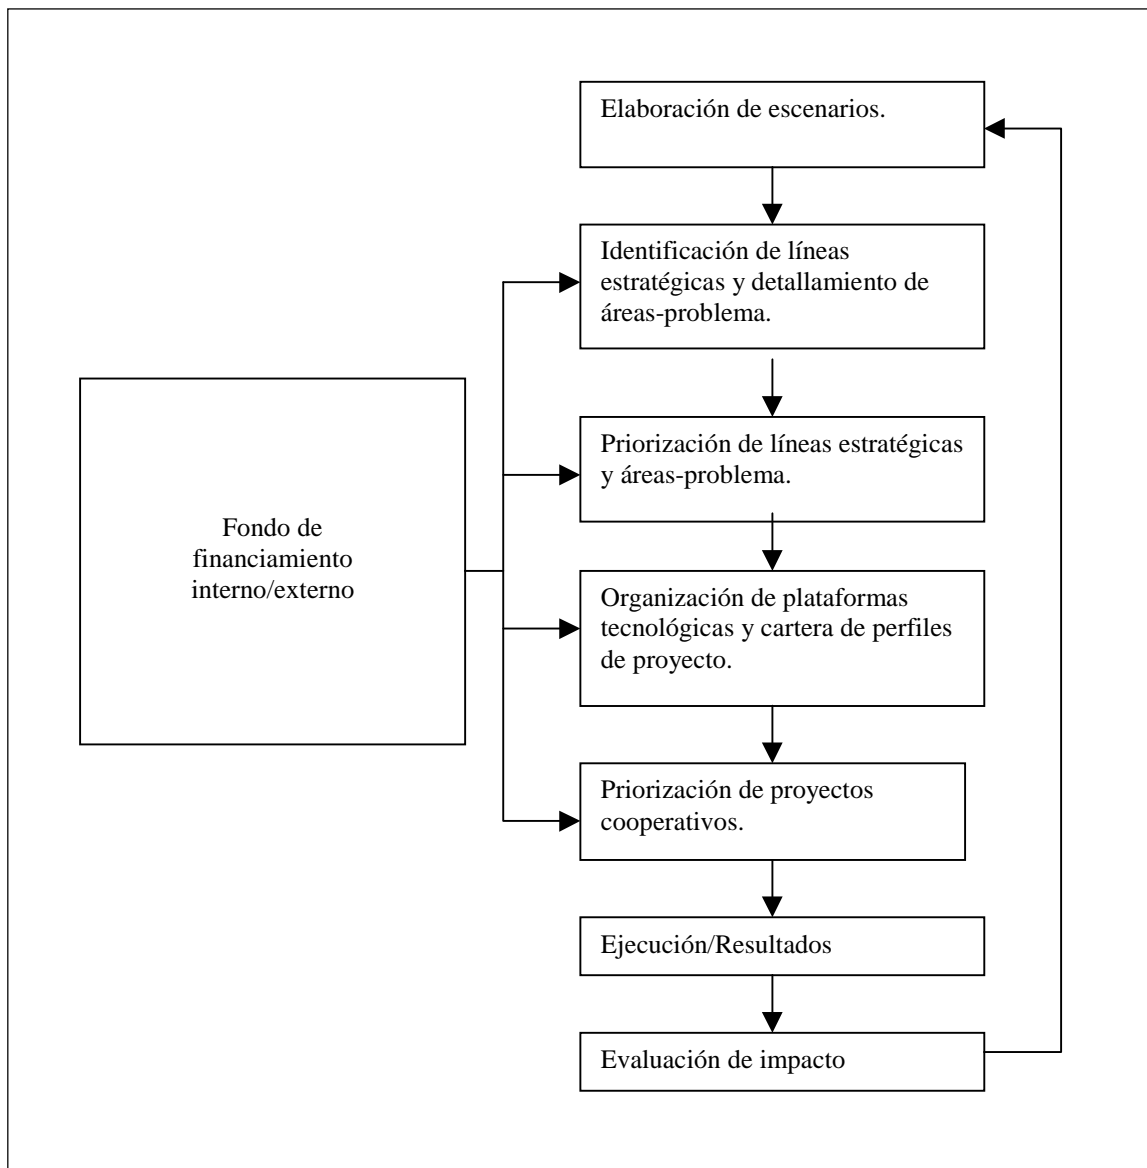 Elaboración de escenarios.
Identificación de líneas
estratégicas y detallamiento de
áreas-problema.
Priorización de líneas estratégicas
y áreas-problema.
Fondo de
financiamiento
interno/externo
Organización de plataformas
tecnológicas y cartera de perfiles
de proyecto.
Priorización de proyectos
cooperativos.
Ejecución/Resultados
Evaluación de impacto